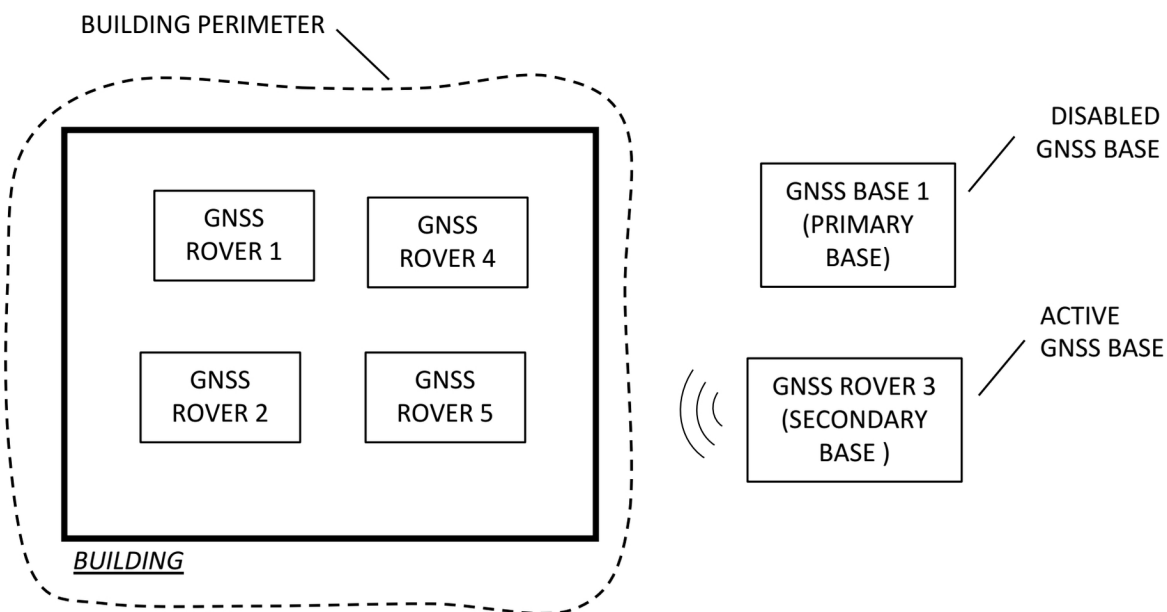 BUILDING PERIMETER
DISABLED
GNSS BASE
GNSS BASE 1
(PRIMARY
BASE)
GNSS
ROVER 1
GNSS
ROVER 4
ACTIVE
GNSS BASE
GNSS
ROVER 2
GNSS
ROVER 5
GNSS ROVER 3
(SECONDARY
BASE )
BUILDING